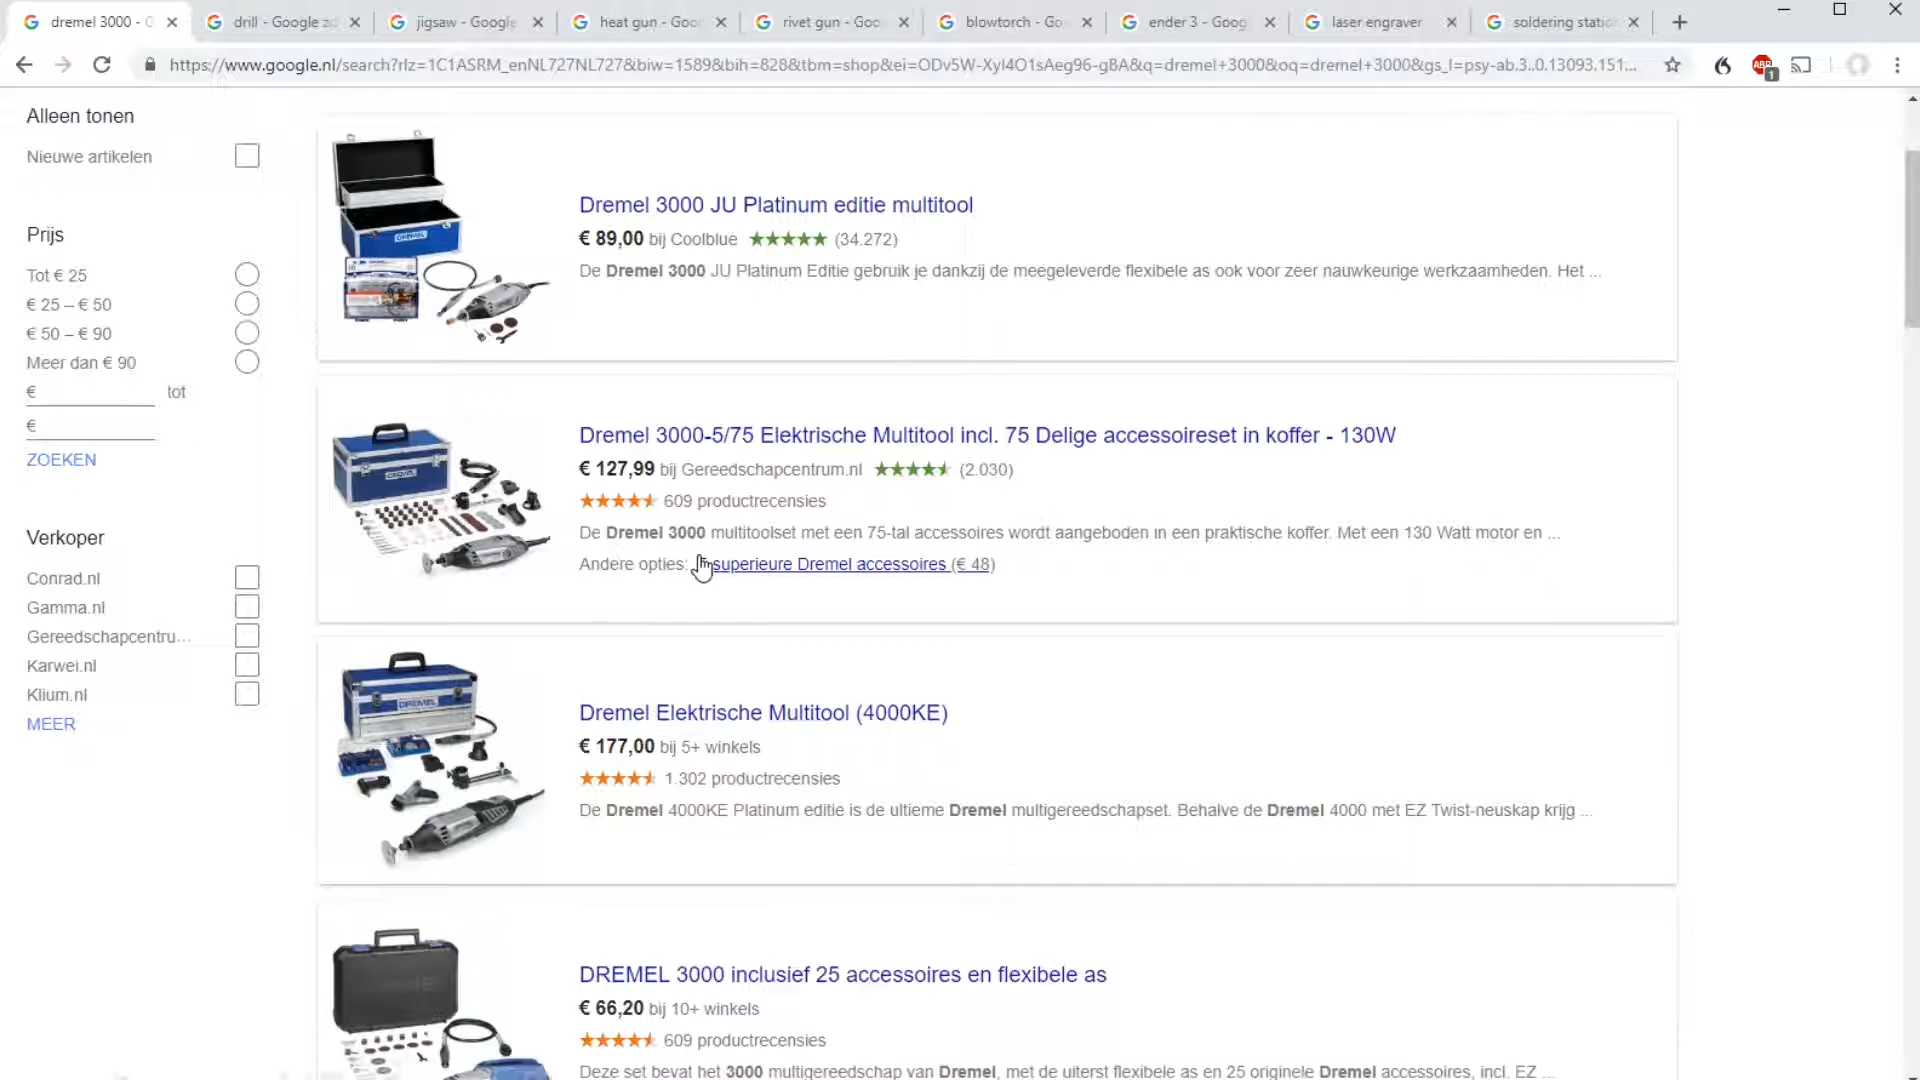 dremel 3000 - G
drill - Google zo
jigsaw - Google
heat gun - Goo
rivet gun - Goo
blowtorch - Go
ender 3 - Goog
laser engraver
soldering statio
https://www.google.nl/search?rlz=1C1ASRM_enNL727NL727&biw=1589&bih=828&tbm=shop&ei=ODv5W-XyI4O1sAeg96-gBA&q=dremel+3000&oq=dremel+3000&gs_l=psy-ab.3..0.13093.151...
ABP
1
Alleen tonen
Nieuwe artikelen
Prijs
Tot € 25
€ 25 – € 50
€ 50 – € 90
Meer dan € 90
€ tot
€
ZOEKEN
Verkoper
Conrad.nl
Gamma.nl
Gereedschapcentru...
Karwei.nl
Klium.nl
MEER
DREMEL
Dremel 3000 JU Platinum editie multitool
€ 89,00 bij Coolblue ★★★★★ (34.272)
De Dremel 3000 JU Platinum Editie gebruik je dankzij de meegeleverde flexibele as ook voor zeer nauwkeurige werkzaamheden. Het ...
DREMEL
Dremel 3000-5/75 Elektrische Multitool incl. 75 Delige accessoireset in koffer - 130W
€ 127,99 bij Gereedschapcentrum.nl (2.030)
609 productrecensies
De Dremel 3000 multitoolset met een 75-tal accessoires wordt aangeboden in een praktische koffer. Met een 130 Watt motor en ...
Andere opties: superieure Dremel accessoires (€ 48)
DREMEL
Dremel Elektrische Multitool (4000KE)
€ 177,00 bij 5+ winkels
1.302 productrecensies
De Dremel 4000KE Platinum editie is de ultieme Dremel multigereedschapset. Behalve de Dremel 4000 met EZ Twist-neuskap krijg ...
DREMEL 3000 inclusief 25 accessoires en flexibele as
€ 66,20 bij 10+ winkels
609 productrecensies
Deze set bevat het 3000 multigereedschap van Dremel, met de uiterst flexibele as en 25 originele Dremel accessoires, incl. EZ ...